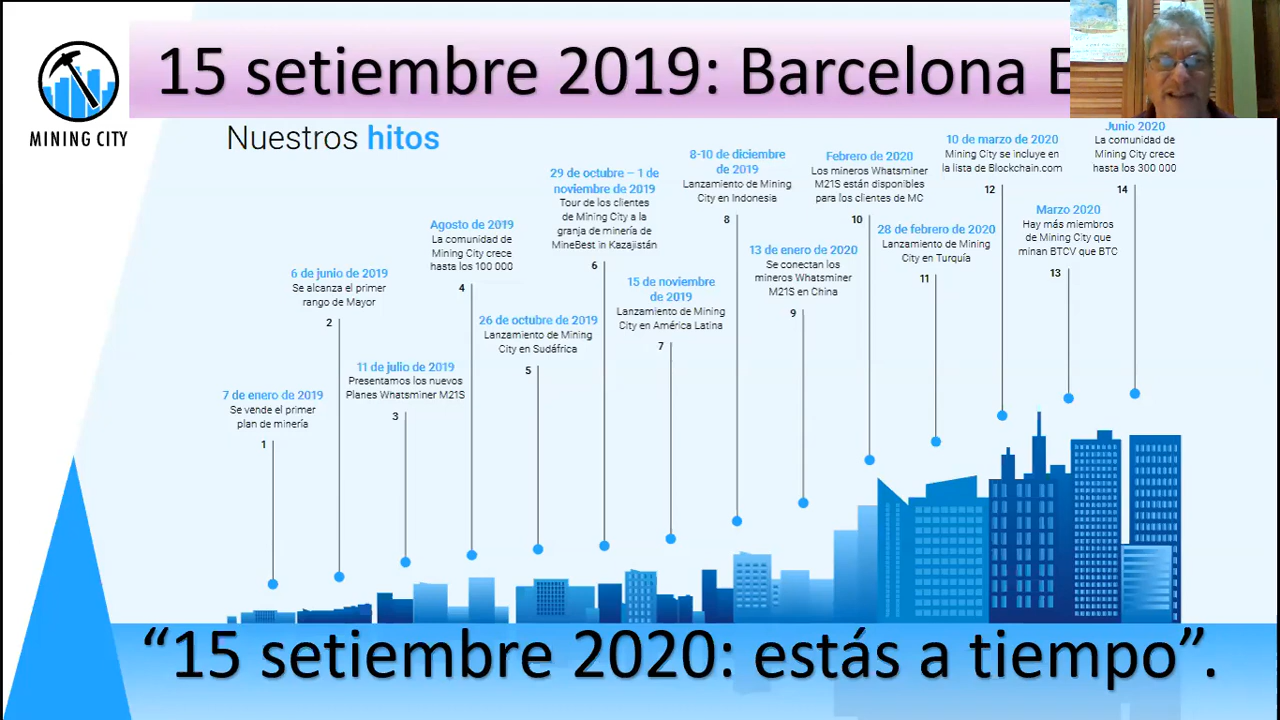 15 setiembre 2019: Barcelona
MINING CITY
Nuestros hitos
7 de enero de 2019
Se vende el primer
plan de minería
1
6 de junio de 2019
Se alcanza el primer
rango de Mayor
2
11 de julio de 2019
Presentamos los nuevos
Planes Whatsminer M21S
3
Agosto de 2019
La comunidad de
Mining City crece
hasta los 100 000
4
26 de octubre de 2019
Lanzamiento de Mining
City en Sudáfrica
5
29 de octubre – 1 de
noviembre de 2019
Tour de los clientes
de Mining City a la
granja de minería de
MineBest in Kazajistán
6
15 de noviembre
de 2019
Lanzamiento de Mining
City en América Latina
7
8-10 de diciembre
de 2019
Lanzamiento de Mining
City en Indonesia
8
13 de enero de 2020
Se conectan los
mineros Whatsminer
M21S en China
9
Febrero de 2020
Los mineros Whatsminer
M21S están disponibles
para los clientes de MC
10
28 de febrero de 2020
Lanzamiento de Mining
City en Turquía
11
10 de marzo de 2020
Mining City se incluye en
la lista de Blockchain.com
12
Marzo 2020
Hay más miembros
de Mining City que
minan BTCV que BTC
13
Junio 2020
La comunidad de
Mining City crece
hasta los 300 000
14
“15 setiembre 2020: estás a tiempo”.